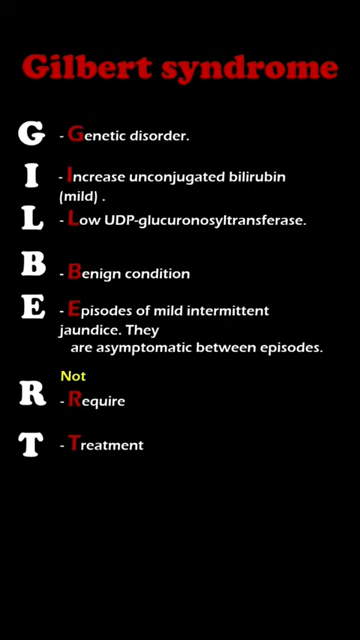 Gilbert syndrome
G - Genetic disorder.
I - Increase unconjugated bilirubin
(mild) .
L - Low UDP-glucuronosyltransferase.
B - Benign condition
E - Episodes of mild intermittent
jaundice. They
are asymptomatic between episodes.
Not
R - Require
T - Treatment